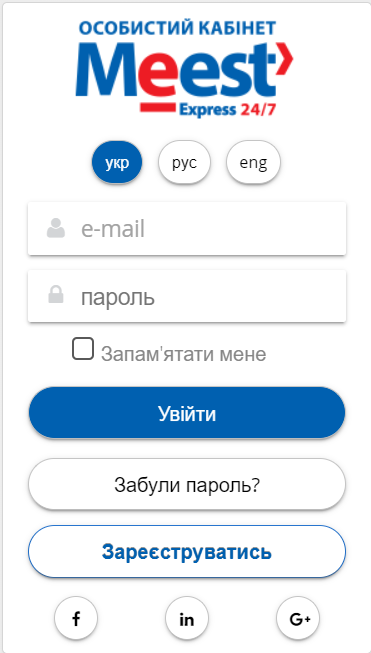 ОСОБИСТИЙ КАБІНЕТ
Meest
Express 24/7
укр рус eng
e-mail
пароль
Запам'ятати мене
Увійти
Забули пароль?
Зареєструватись
f in G+